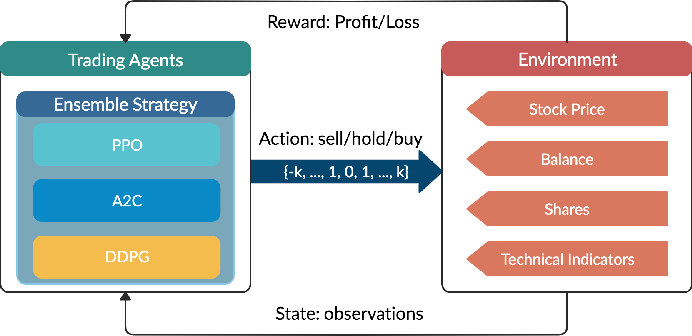 Reward: Profit/Loss
Trading Agents
Environment
Ensemble Strategy
PPO
A2C
DDPG
Action: sell/hold/buy
{-k, ..., 1, 0, 1, ..., k}
Stock Price
Balance
Shares
Technical Indicators
State: observations